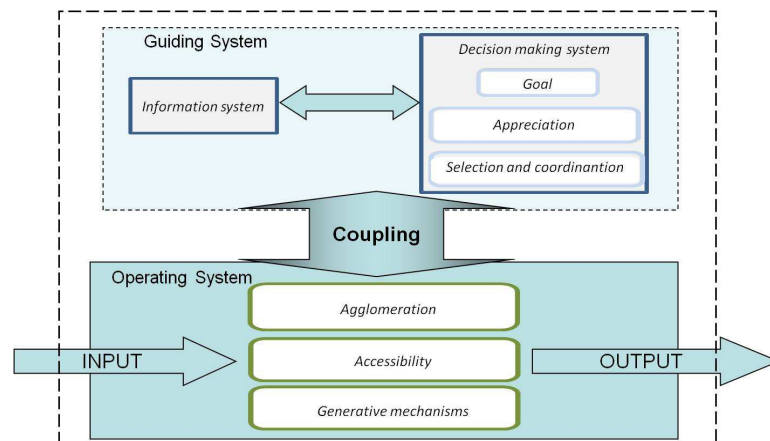 Guiding System
Decision making system
Goal
Information system
Appreciation
Selection and coordinantion
Coupling
Operating System
Agglomeration
INPUT
Accessibility
OUTPUT
Generative mechanisms